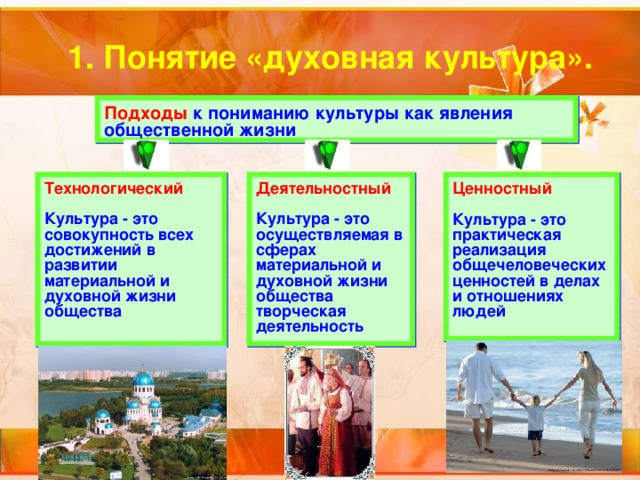 1. Понятие «духовная культура».
Подходы к пониманию культуры как явления
общественной жизни
Технологический
Культура - это
совокупность всех
достижений в
развитии
материальной и
духовной жизни
общества
Деятельностный
Культура - это
осуществляемая в
сферах
материальной и
духовной жизни
общества
творческая
деятельность
Ценностный
Культура - это
практическая
реализация
общечеловеческих
ценностей в делах
и отношениях
людей